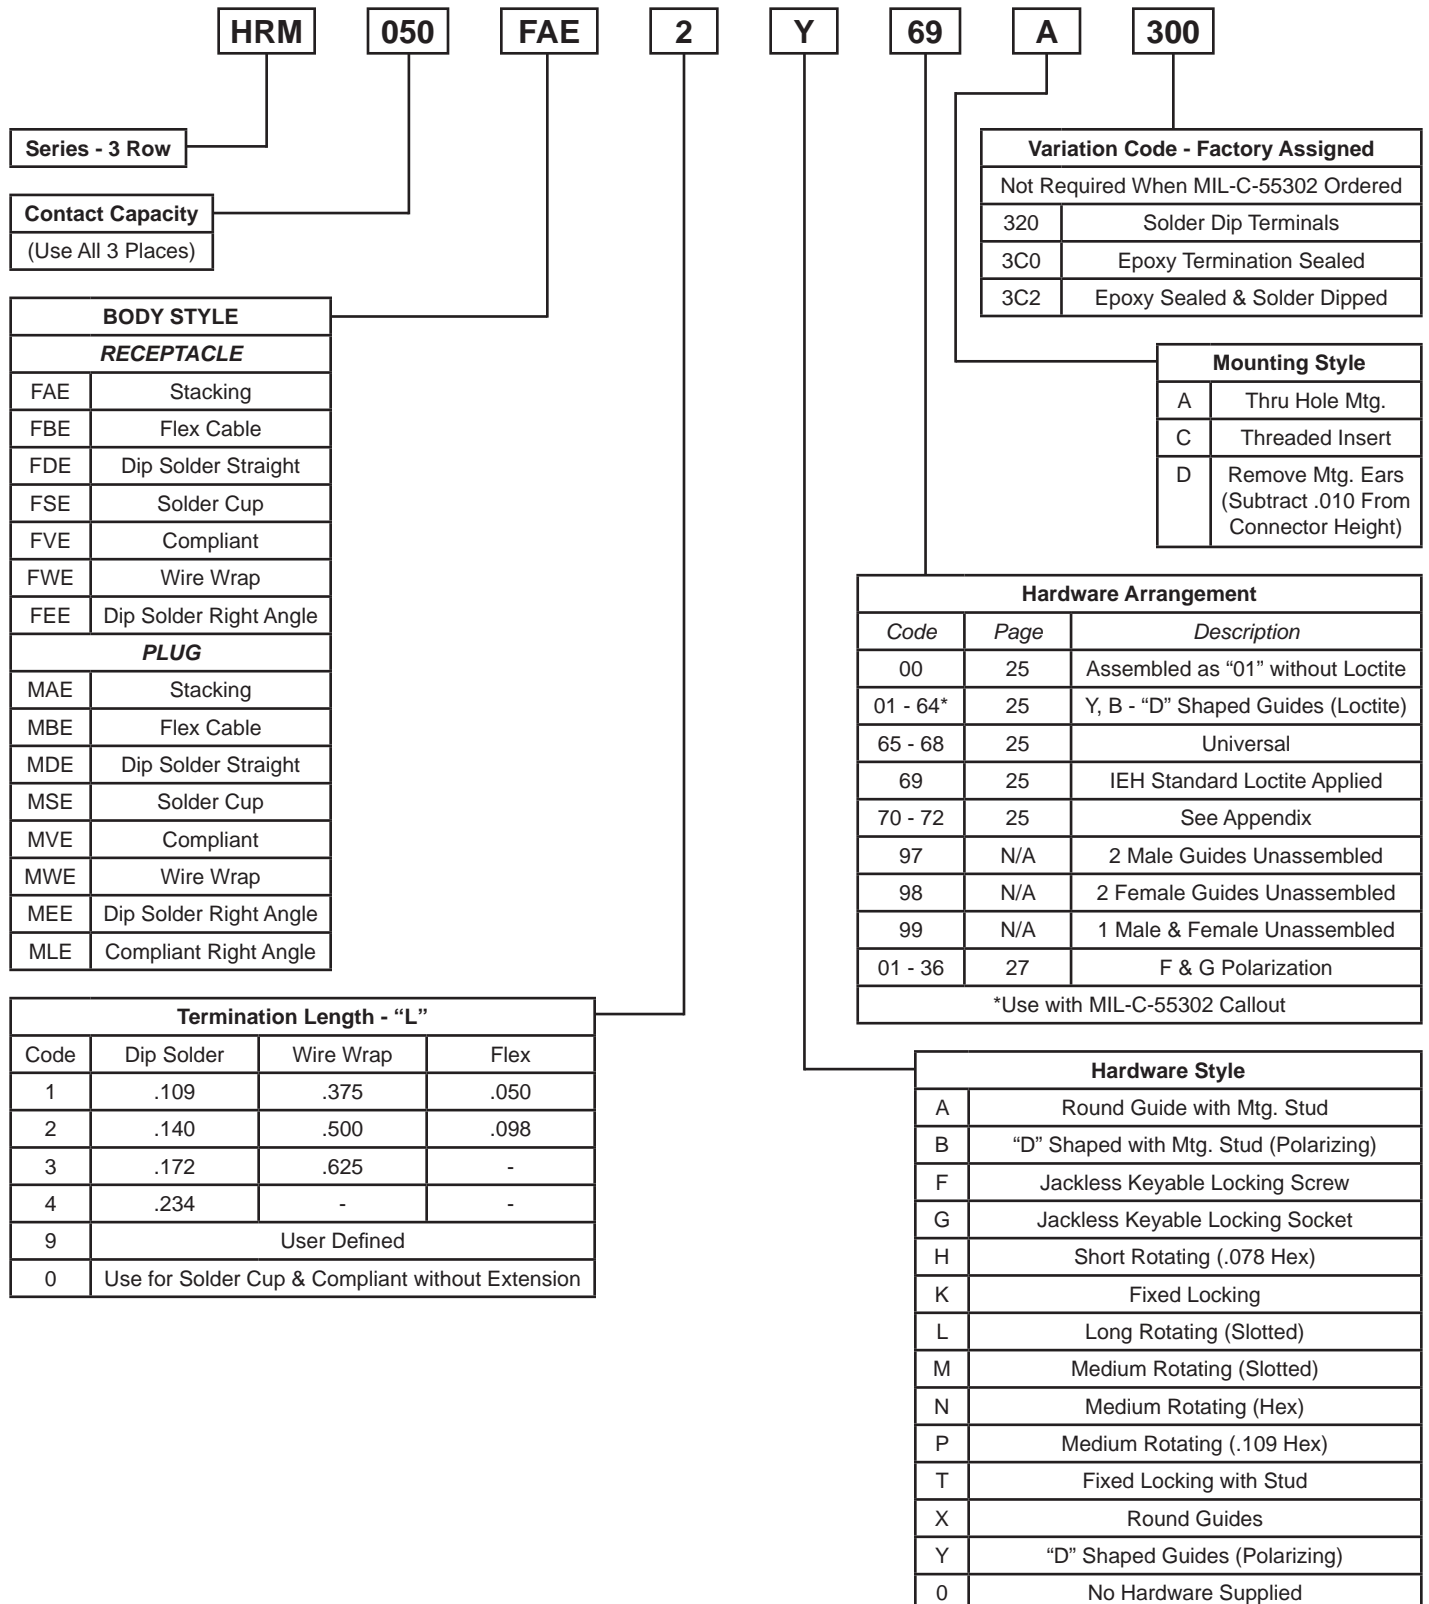 HRM 050 FAE 2 Y 69 A 300
Series - 3 Row
Contact Capacity
(Use All 3 Places)
BODY STYLE
RECEPTACLE
FAE Stacking
FBE Flex Cable
FDE Dip Solder Straight
FSE Solder Cup
FVE Compliant
FWE Wire Wrap
FEE Dip Solder Right Angle
PLUG
MAE Stacking
MBE Flex Cable
MDE Dip Solder Straight
MSE Solder Cup
MVE Compliant
MWE Wire Wrap
MEE Dip Solder Right Angle
MLE Compliant Right Angle
Termination Length - “L”
Code Dip Solder Wire Wrap Flex
1 .109 .375 .050
2 .140 .500 .098
3 .172 .625 -
4 .234 - -
9 User Defined
0 Use for Solder Cup & Compliant without Extension
Variation Code - Factory Assigned
Not Required When MIL-C-55302 Ordered
320 Solder Dip Terminals
3C0 Epoxy Termination Sealed
3C2 Epoxy Sealed & Solder Dipped
Mounting Style
A Thru Hole Mtg.
C Threaded Insert
D Remove Mtg. Ears
(Subtract .010 From
Connector Height)
Hardware Arrangement
Code Page Description
00 25 Assembled as “01” without Loctite
01 - 64* 25 Y, B - “D” Shaped Guides (Loctite)
65 - 68 25 Universal
69 25 IEH Standard Loctite Applied
70 - 72 25 See Appendix
97 N/A 2 Male Guides Unassembled
98 N/A 2 Female Guides Unassembled
99 N/A 1 Male & Female Unassembled
01 - 36 27 F & G Polarization
*Use with MIL-C-55302 Callout
Hardware Style
A Round Guide with Mtg. Stud
B “D” Shaped with Mtg. Stud (Polarizing)
F Jackless Keyable Locking Screw
G Jackless Keyable Locking Socket
H Short Rotating (.078 Hex)
K Fixed Locking
L Long Rotating (Slotted)
M Medium Rotating (Slotted)
N Medium Rotating (Hex)
P Medium Rotating (.109 Hex)
T Fixed Locking with Stud
X Round Guides
Y “D” Shaped Guides (Polarizing)
0 No Hardware Supplied